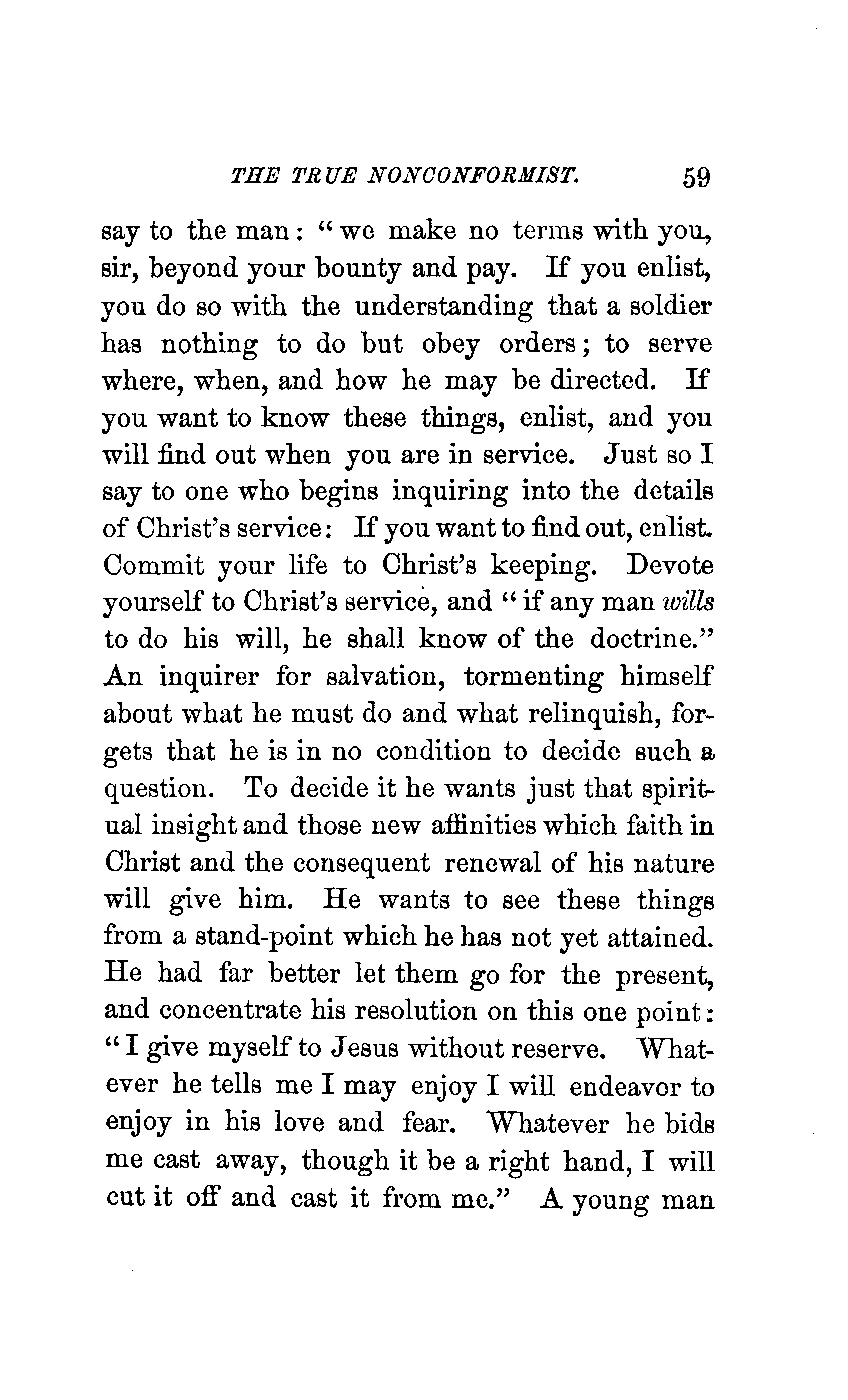 THE TRUE NONCONFORMIST. 59
say to the man: “we make no terms with you,
sir, beyond your bounty and pay. If you enlist,
you do so with the understanding that a soldier
has nothing to do but obey orders; to serve
where, when, and how he may be directed. If
you want to know these things, enlist, and you
will find out when you are in service. Just so I
say to one who begins inquiring into the details
of Christ’s service: If you want to find out, enlist.
Commit your life to Christ’s keeping. Devote
yourself to Christ’s service, and “if any man wills
to do his will, he shall know of the doctrine.”
An inquirer for salvation, tormenting himself
about what he must do and what relinquish, for-
gets that he is in no condition to decide such a
question. To decide it he wants just that spirit-
ual insight and those new affinities which faith in
Christ and the consequent renewal of his nature
will give him. He wants to see these things
from a stand-point which he has not yet attained.
He had far better let them go for the present,
and concentrate his resolution on this one point:
“I give myself to Jesus without reserve. What-
ever he tells me I may enjoy I will endeavor to
enjoy in his love and fear. Whatever he bids
me cast away, though it be a right hand, I will
cut it off and cast it from me.” A young man